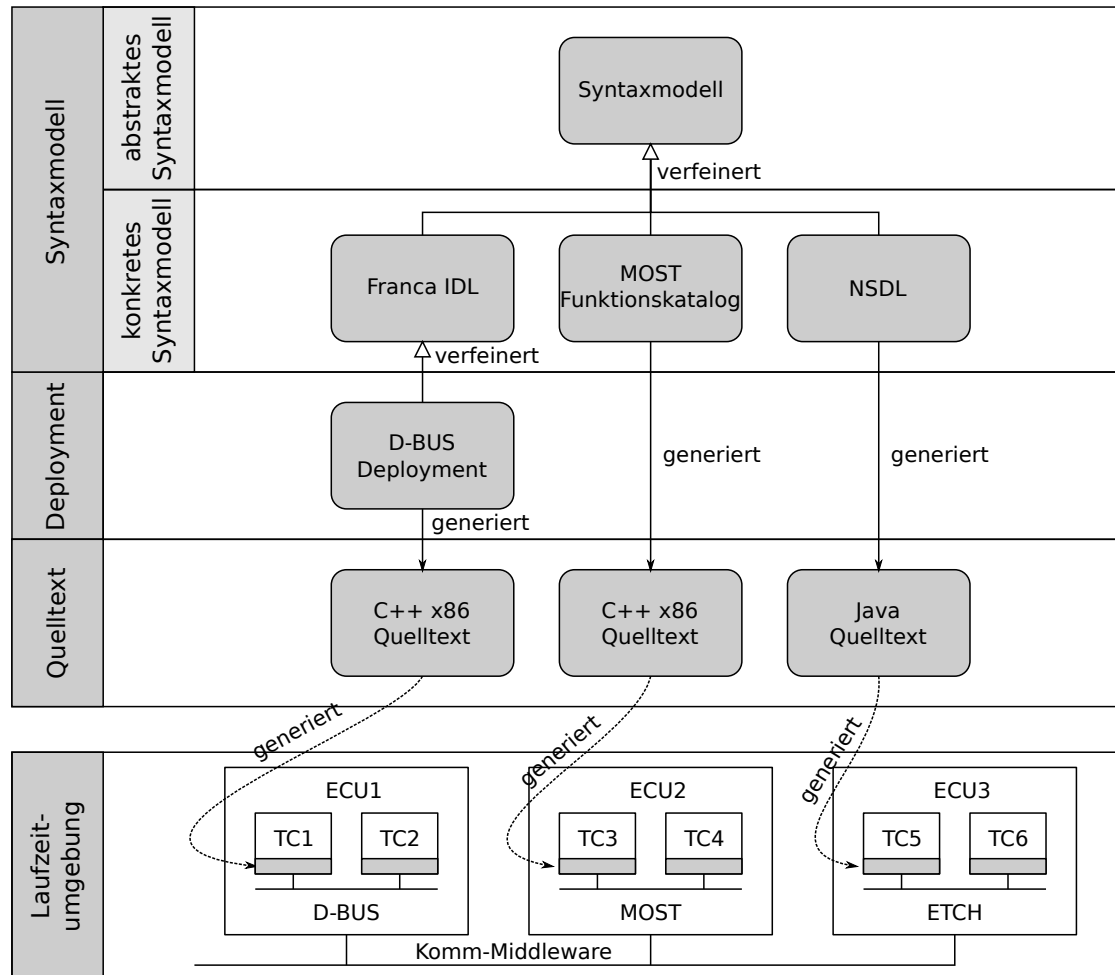 Syntaxmodell
abstraktes
Syntaxmodell
Syntaxmodell
verfeinert
konkretes
Syntaxmodell
Franca IDL
MOST
Funktionskatalog
NSDL
verfeinert
Deployment
D-BUS
Deployment
generiert
generiert
generiert
Quelltext
C++ x86
Quelltext
C++ x86
Quelltext
Java
Quelltext
generiert
generiert
generiert
Laufzeit-
umgebung
ECU1
TC1
TC2
D-BUS
ECU2
TC3
TC4
MOST
ECU3
TC5
TC6
ETCH
Komm-Middleware